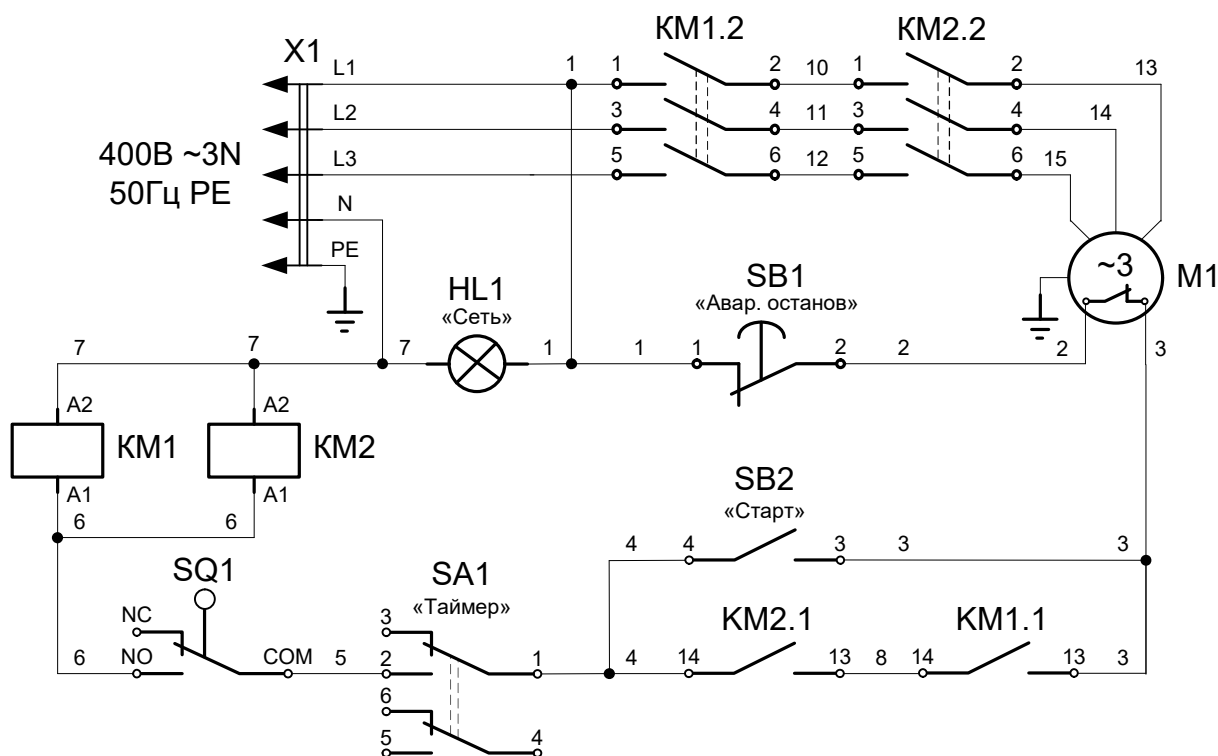 КМ1.2 КМ2.2
X1 L1 1 1 2 10 1 2 13
L2 3 4 11 3 4 14
L3 5 6 12 5 6 15
400В ~3N
50Гц PE
N
PE
~3 М1
HL1 SB1
«Сеть» «Авар. останов»
7 7 7 1 1 1 2 2 2 3
A2 A2
КМ1 КМ2
A1 A1
6 6
SB2
«Старт»
4 4 3 3 3
SQ1 SA1
«Таймер»
КМ2.1 КМ1.1
NC 3
6 NO COM 5 2 1 4 14 13 8 14 13 3
6
5 4